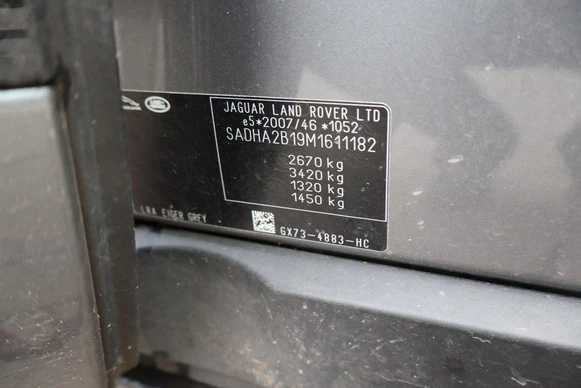 JAGUAR LAND ROVER LTD
e5*2007/46 *1052
SADHA2B19M1611182
2670 kg
3420 kg
1320 kg
1450 kg
LRA EIGER GREY
GX73-4883-HC